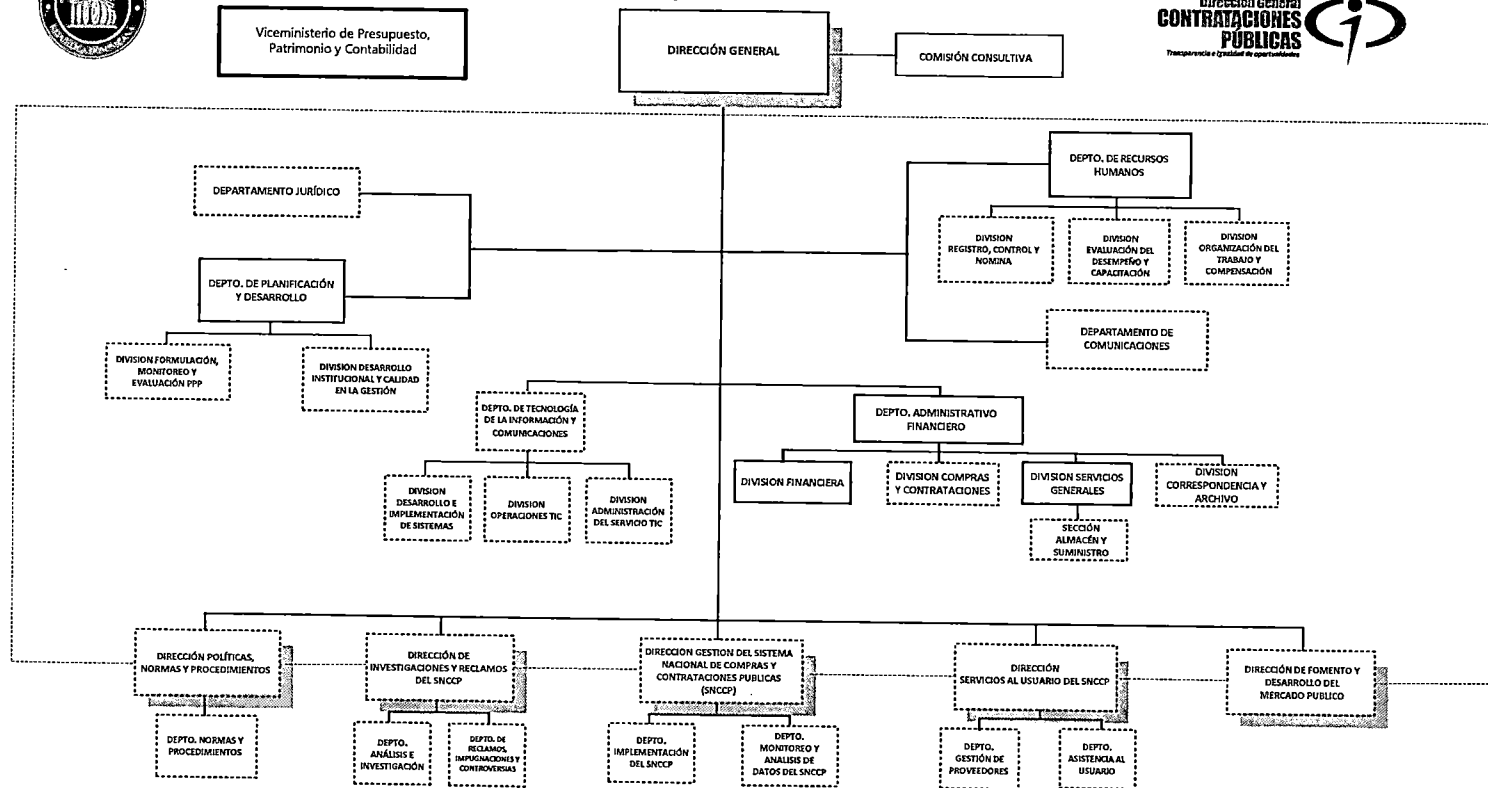 Dirección General
CONTRATACIONES
PÚBLICAS
Transparencia e igualdad de oportunidades
Viceministerio de Presupuesto,
Patrimonio y Contabilidad
DIRECCIÓN GENERAL
COMISIÓN CONSULTIVA
DEPTO. DE RECURSOS
HUMANOS
DEPARTAMENTO JURÍDICO
DIVISION
REGISTRO, CONTROL Y
NOMINA
DIVISION
EVALUACIÓN DEL
DESEMPEÑO Y
CAPACITACIÓN
DIVISION
ORGANIZACIÓN DEL
TRABAJO Y
COMPENSACIÓN
DEPTO. DE PLANIFICACIÓN
Y DESARROLLO
DEPARTAMENTO DE
COMUNICACIONES
DIVISION FORMULACIÓN,
MONITOREO Y
EVALUACIÓN PPP
DIVISION DESARROLLO
INSTITUCIONAL Y CALIDAD
EN LA GESTIÓN
DEPTO. DE TECNOLOGÍA
DE LA INFORMACIÓN Y
COMUNICACIONES
DEPTO. ADMINISTRATIVO
FINANCIERO
DIVISION
DESARROLLO E
IMPLEMENTACIÓN
DE SISTEMAS
DIVISION
OPERACIONES TIC
DIVISION
ADMINISTRACIÓN
DEL SERVICIO TIC
DIVISION FINANCIERA
DIVISION COMPRAS
Y CONTRATACIONES
DIVISION SERVICIOS
GENERALES
DIVISION
CORRESPONDENCIA Y
ARCHIVO
SECCIÓN
ALMACÉN Y
SUMINISTRO
DIRECCIÓN POLÍTICAS,
NORMAS Y PROCEDIMIENTOS
DIRECCIÓN DE
INVESTIGACIONES Y RECLAMOS
DEL SNCCP
DIRECCION GESTION DEL SISTEMA
NACIONAL DE COMPRAS Y
CONTRATACIONES PUBLICAS
(SNCCP)
DIRECCIÓN
SERVICIOS AL USUARIO DEL SNCCP
DIRECCIÓN DE FOMENTO Y
DESARROLLO DEL
MERCADO PUBLICO
DEPTO. NORMAS Y
PROCEDIMIENTOS
DEPTO.
ANÁLISIS E
INVESTIGACIÓN
DEPTO. DE
RECLAMOS,
IMPUGNACIONES Y
CONTROVERSIAS
DEPTO.
IMPLEMENTACIÓN
DEL SNCCP
DEPTO.
MONITOREO Y
ANALISIS DE
DATOS DEL SNCCP
DEPTO.
GESTIÓN DE
PROVEEDORES
DEPTO.
ASISTENCIA AL
USUARIO